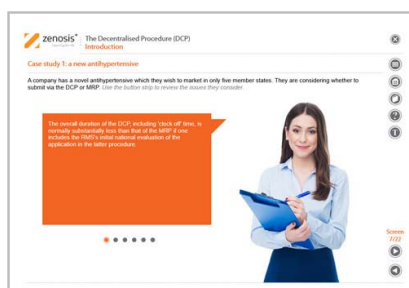 zenosis
The Decentralised Procedure (DCP)
Introduction
Case study 1: a new antihypertensive
A company has a novel antihypertensive which they wish to market in only five member states. They are considering whether to
submit via the DCP or MRP. Use the button strip to review the issues they consider.
The overall duration of the DCP, including 'clock off' time, is
normally substantially less than that of the MRP if one
includes the RMS's initial national evaluation of the
application in the latter procedure.
Screen
7/22